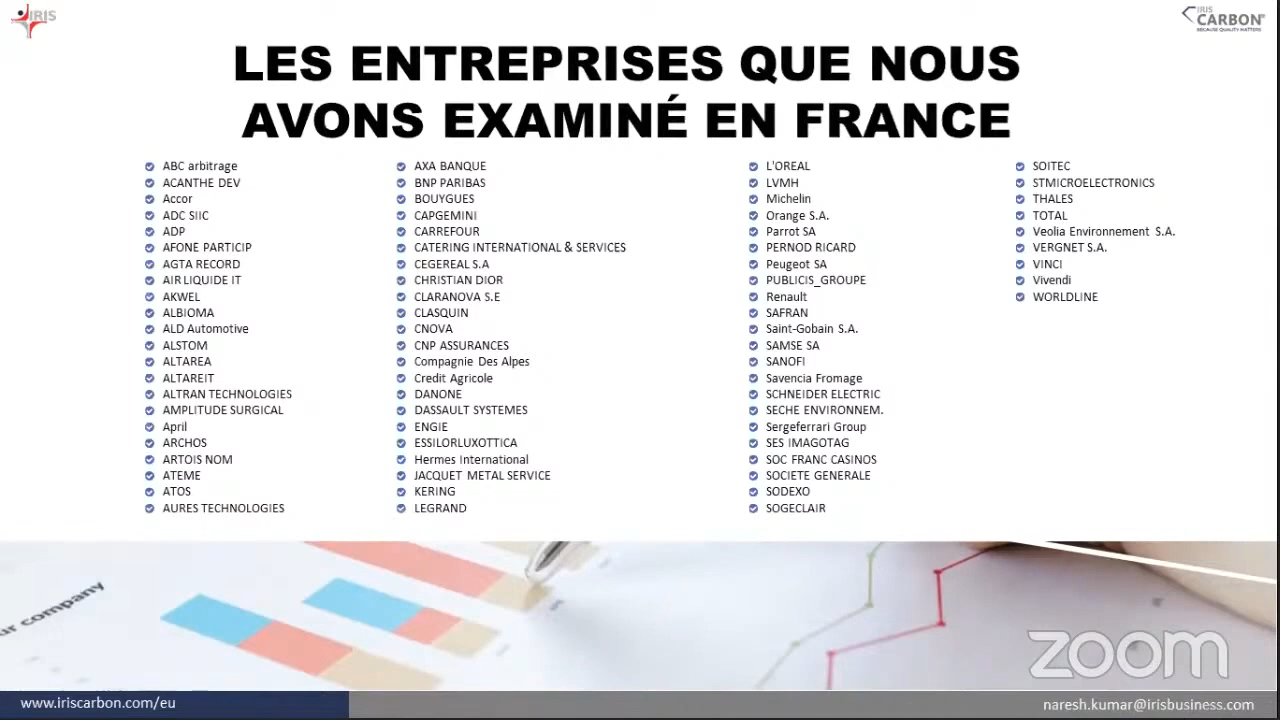 IRIS
IRIS
CARBON®
BECAUSE QUALITY MATTERS
LES ENTREPRISES QUE NOUS
AVONS EXAMINÉ EN FRANCE
ABC arbitrage
ACANTHE DEV
Accor
ADC SIIC
ADP
AFONE PARTICIP
AGTA RECORD
AIR LIQUIDE IT
AKWEL
ALBIOMA
ALD Automotive
ALSTOM
ALTAREA
ALTAREIT
ALTRAN TECHNOLOGIES
AMPLITUDE SURGICAL
April
ARCHOS
ARTOIS NOM
ATEME
ATOS
AURES TECHNOLOGIES
AXA BANQUE
BNP PARIBAS
BOUYGUES
CAPGEMINI
CARREFOUR
CATERING INTERNATIONAL & SERVICES
CEGEREAL S.A
CHRISTIAN DIOR
CLARANOVA S.E
CLASQUIN
CNOVA
CNP ASSURANCES
Compagnie Des Alpes
Credit Agricole
DANONE
DASSAULT SYSTEMES
ENGIE
ESSILORLUXOTTICA
Hermes International
JACQUET METAL SERVICE
KERING
LEGRAND
L'OREAL
LVMH
Michelin
Orange S.A.
Parrot SA
PERNOD RICARD
Peugeot SA
PUBLICIS_GROUPE
Renault
SAFRAN
Saint-Gobain S.A.
SAMSE SA
SANOFI
Savencia Fromage
SCHNEIDER ELECTRIC
SECHE ENVIRONNEM.
Sergeferrari Group
SES IMAGOTAG
SOC FRANC CASINOS
SOCIETE GENERALE
SODEXO
SOGECLAIR
SOITEC
STMICROELECTRONICS
THALES
TOTAL
Veolia Environnement S.A.
VERGNET S.A.
VINCI
Vivendi
WORLDLINE
ur company
zoom
www.iriscarbon.com/eu
naresh.kumar@irisbusiness.com